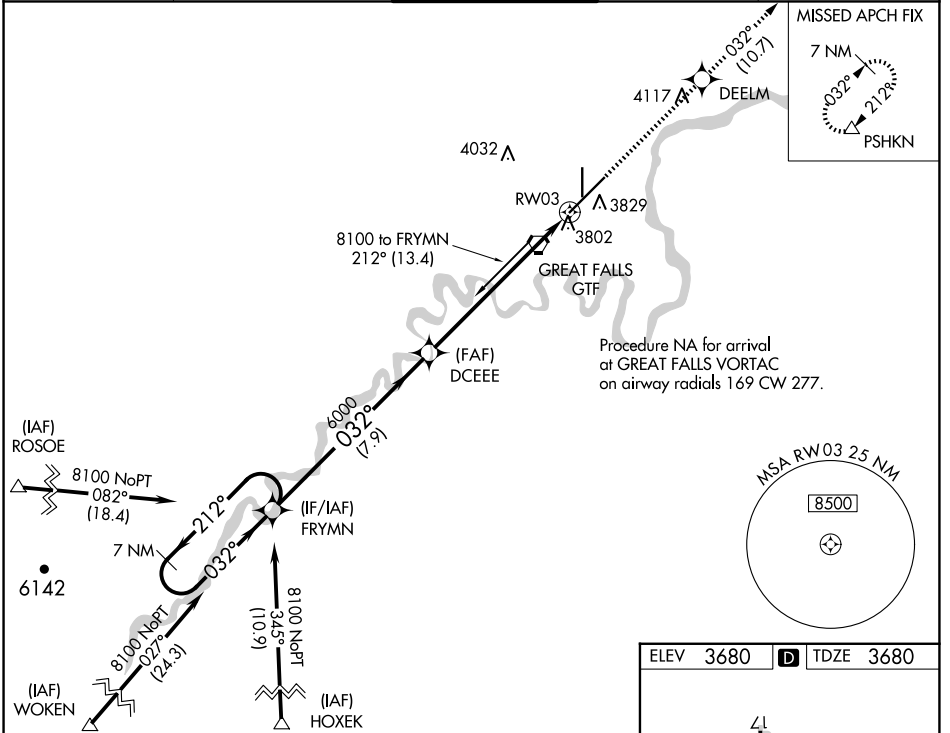 MISSED APCH FIX
7 NM
032°
212°
PSHKN
032°
(10.7)
DEELM
4117
4032
RW03
3829
3802
8100 to FRYMN
212° (13.4)
GREAT FALLS
GTF
Procedure NA for arrival
at GREAT FALLS VORTAC
on airway radials 169 CW 277.
(FAF)
DCEEE
6000
032°
(7.9)
(IAF)
ROSOE
8100 NoPT
082°
(18.4)
212°
(IF/IAF)
FRYMN
7 NM
032°
6142
8100 NoPT
027°
(24.3)
8100 NoPT
345°
(10.9)
(IAF)
WOKEN
(IAF)
HOXEK
MSA RW03 25 NM
8500
ELEV 3680 D TDZE 3680